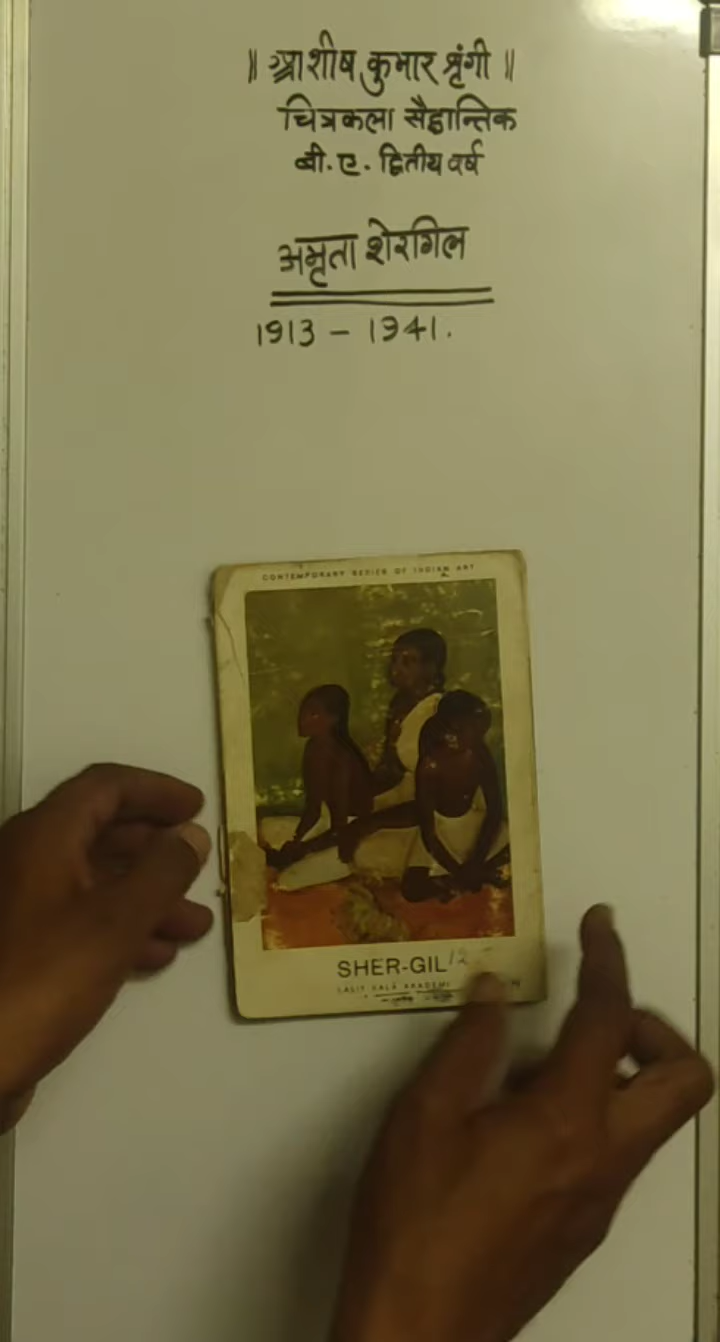 ॥ आशीष कुमार श्रृंगी ॥
चित्रकला सैद्धान्तिक
बी. ए. द्वितीय वर्ष
अमृता शेरगिल
1913 - 1941.
CONTEMPORARY SERIES OF INDIAN ART
SHER-GIL
LALIT KALA AKADEMI